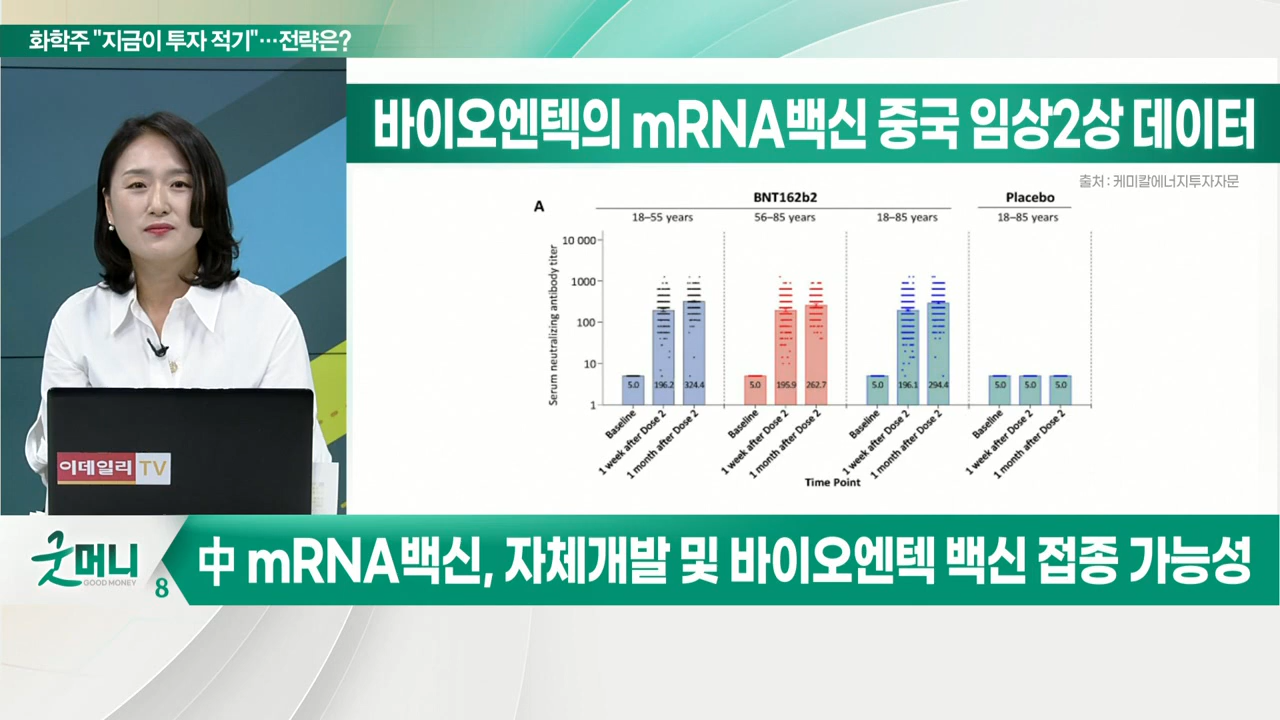 화학주 "지금이 투자 적기"…전략은?
바이오엔텍의 mRNA백신 중국 임상2상 데이터
출처 : 케미칼에너지투자자문
A
BNT162b2
Placebo
18–55 years
56–85 years
18–85 years
18–85 years
Serum neutralizing antibody titer
10 000
1000
100
10
1
5.0
196.2
324.4
5.0
195.9
262.7
5.0
196.1
294.4
5.0
5.0
5.0
Baseline
1 week after Dose 2
1 month after Dose 2
Baseline
1 week after Dose 2
1 month after Dose 2
Baseline
1 week after Dose 2
1 month after Dose 2
Baseline
1 week after Dose 2
1 month after Dose 2
Time Point
이데일리 TV
굿머니
GOOD MONEY
8
中 mRNA백신, 자체개발 및 바이오엔텍 백신 접종 가능성